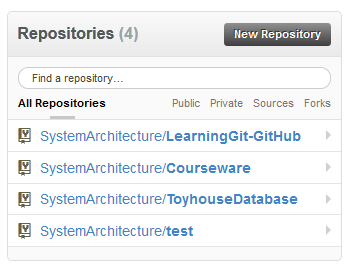 Repositories (4) New Repository
Find a repository…
All Repositories Public Private Sources Forks
SystemArchitecture/LearningGit-GitHub
SystemArchitecture/Courseware
SystemArchitecture/ToyhouseDatabase
SystemArchitecture/test